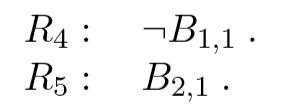 R₄ : ¬B₁,₁ .
R₅ : B₂,₁ .